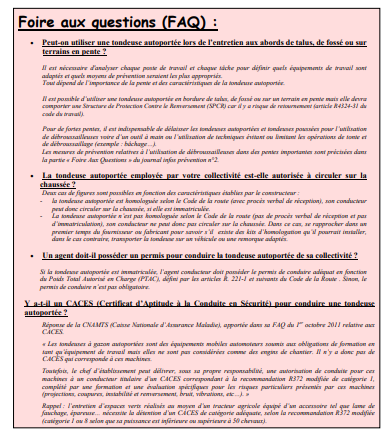 Foire aux questions (FAQ) :
• Peut-on utiliser une tondeuse autoportée lors de l'entretien aux abords de talus, de fossé ou sur
terrains en pente ?
Il est nécessaire d'analyser chaque poste de travail et chaque tâche pour définir quels équipements de travail sont
adaptés et quels moyens de prévention seraient les plus appropriés.
Tout dépend de l'importance de la pente et des caractéristiques de la tondeuse autoportée.
Il est possible d'utiliser une tondeuse autoportée en bordure de talus, de fossé ou sur un terrain en pente mais elle devra
comporter une Structure de Protection Contre le Renversement (SPCR) car il y a risque de retournement (article R4324-31 du
code du travail).
Pour de fortes pentes, il est indispensable de délaisser les tondeuses autoportées et tondeuses poussées pour l'utilisation
de débroussailleuses voire d'un outil à main ou l'utilisation de techniques évitant ou limitant les opérations de tonte et
de débroussaillage (exemple : bâchage…).
Les mesures de prévention relatives à l'utilisation de débroussailleuses dans des pentes importantes sont précisées dans
la partie « Foire Aux Questions » du journal infos prévention n°2.
• La tondeuse autoportée employée par votre collectivité est-elle autorisée à circuler sur la
chaussée ?
Deux cas de figures sont possibles en fonction des caractéristiques établies par le constructeur :
- la tondeuse autoportée est homologuée selon le Code de la route (avec procès verbal de réception), son conducteur
peut donc circuler sur la chaussée, si elle est immatriculée.
- La tondeuse autoportée n'est pas homologuée selon le Code de la route (pas de procès verbal de réception et pas
d'immatriculation), son conducteur ne peut donc pas circuler sur la chaussée. Dans ce cas, se rapprocher dans un
premier temps du fournisseur ou fabricant pour savoir s'il existe des kits d'homologation qu'il pourrait installer,
dans le cas contraire, transporter la tondeuse sur un véhicule ou une remorque adaptés.
• Un agent doit-il posséder un permis pour conduire la tondeuse autoportée de sa collectivité ?
Si la tondeuse autoportée est immatriculée, l'agent conducteur doit posséder le permis de conduire adéquat en fonction
du Poids Total Autorisé en Charge (PTAC), défini par les articles R. 221-1 et suivants du Code de la Route . Sinon, le
permis de conduire n'est pas obligatoire.
Y a-t-il un CACES (Certificat d'Aptitude à la Conduite en Sécurité) pour conduire une tondeuse
autoportée ?
Réponse de la CNAMTS (Caisse Nationale d'Assurance Maladie), apportée dans sa FAQ du 1er octobre 2011 relative aux
CACES.
« Les tondeuses à gazon autoportées sont des équipements mobiles automoteurs soumis aux obligations de formation en
tant qu'équipement de travail mais elles ne sont pas considérées comme des engins de chantier. Il n'y a donc pas de
CACES qui corresponde à ces machines.
Toutefois, le chef d'établissement peut délivrer, sous sa propre responsabilité, une autorisation de conduite pour ces
machines à un conducteur titulaire d'un CACES correspondant à la recommandation R372 modifiée de catégorie 1,
complété par une formation et une évaluation spécifiques pour les risques particuliers présentés par ces machines
(projections, coupures, instabilité et renversement, bruit, vibrations, etc…). »
Rappel : l'entretien d'espaces verts réalisés au moyen d'un tracteur agricole équipé d'un accessoire tel que lame de
fauchage, épareuse… nécessite la détention d'un CACES de catégorie adéquate, selon la recommandation R372 modifiée
(catégorie 1 ou 8 selon que sa puissance est inférieure ou supérieure à 50 chevaux).